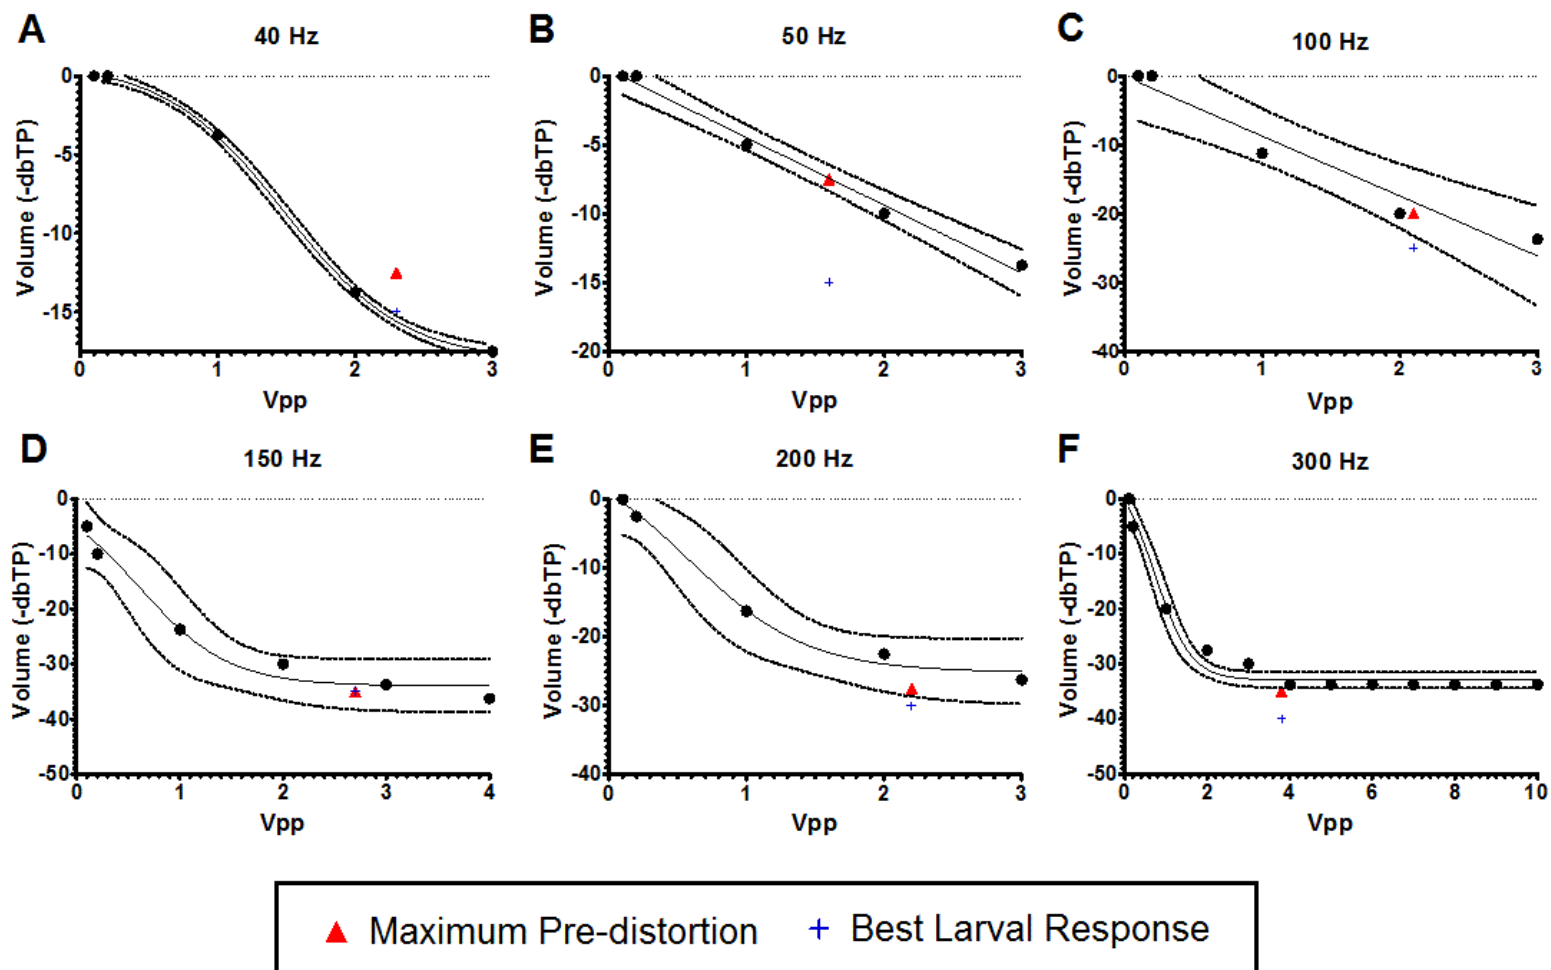 A
40 Hz
0
-5
-10
-15
Volume (-dbTP)
0 1 2 3
Vpp
B
50 Hz
0
-5
-10
-15
-20
Volume (-dbTP)
0 1 2 3
Vpp
C
100 Hz
0
-10
-20
-30
-40
Volume (-dbTP)
0 1 2 3
Vpp
D
150 Hz
0
-10
-20
-30
-40
-50
Volume (-dbTP)
0 1 2 3 4
Vpp
E
200 Hz
0
-10
-20
-30
-40
Volume (-dbTP)
0 1 2 3
Vpp
F
300 Hz
0
-10
-20
-30
-40
-50
Volume (-dbTP)
0 2 4 6 8 10
Vpp
Maximum Pre-distortion
Best Larval Response